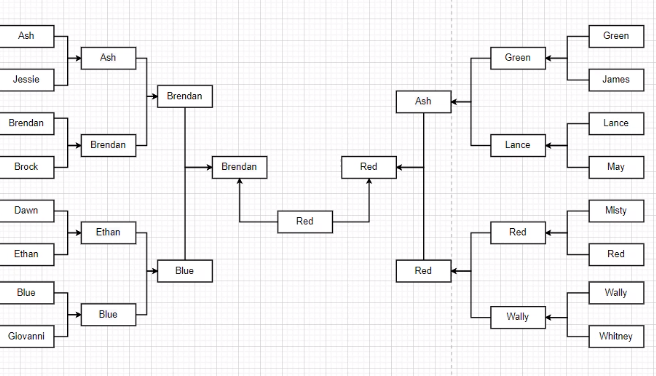 Ash
Jessie
Brendan
Brock
Dawn
Ethan
Blue
Giovanni
Ash
Brendan
Ethan
Blue
Brendan
Blue
Brendan
Red
Red
Ash
Red
Green
Lance
Red
Wally
Green
James
Lance
May
Misty
Red
Wally
Whitney